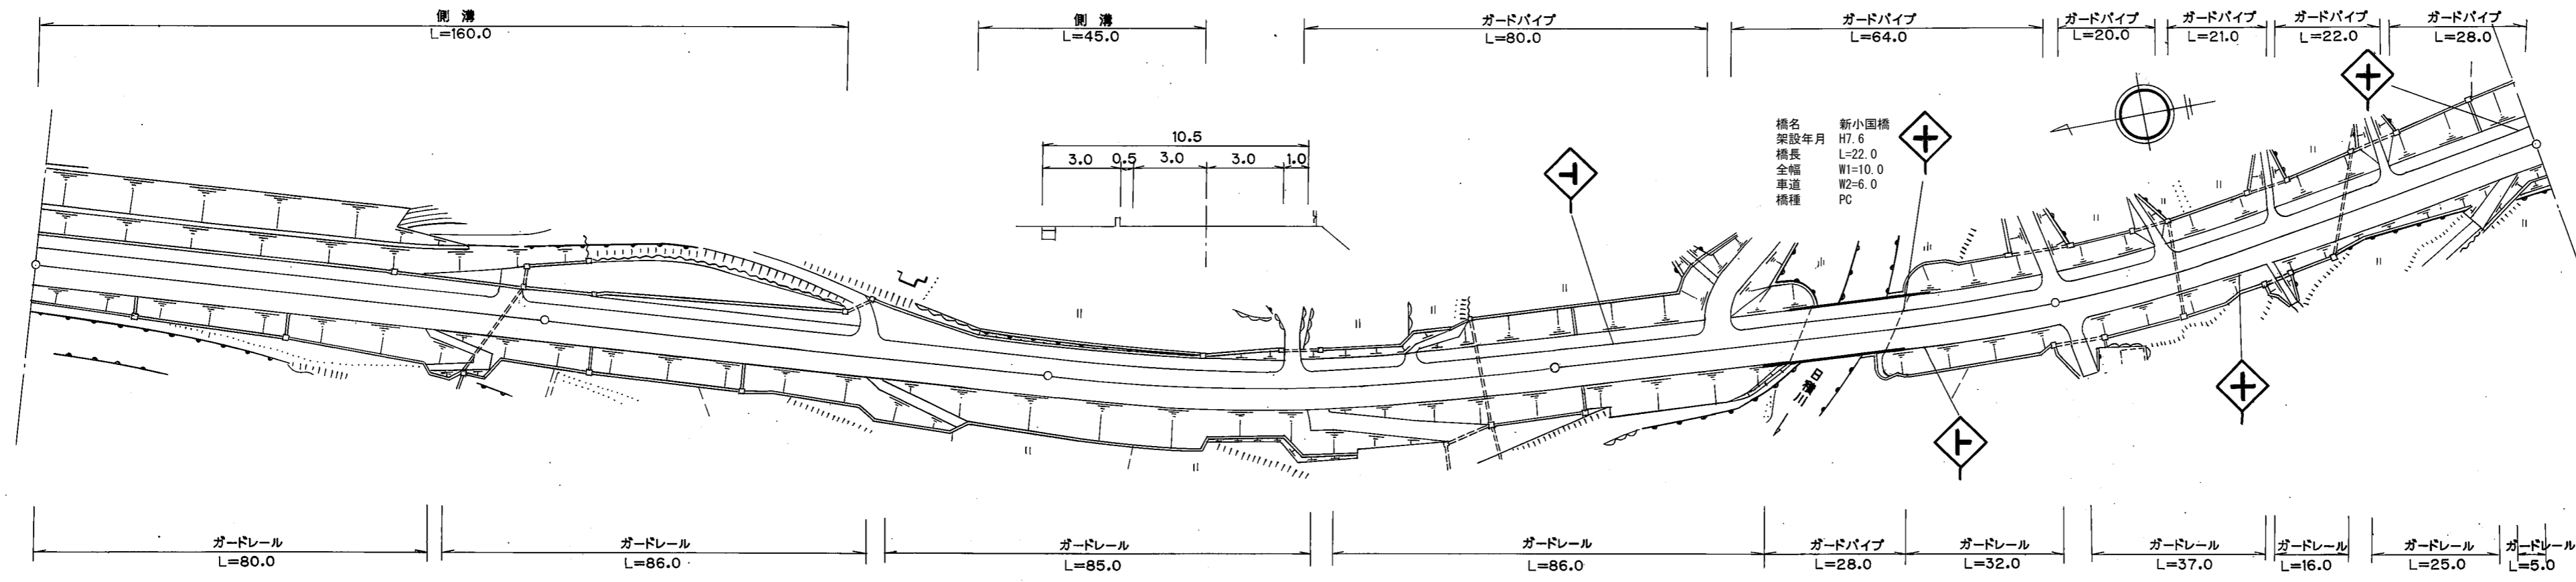 側 溝
L=160.0
側 溝
L=45.0
ガードパイプ
L=80.0
ガードパイプ
L=64.0
ガードパイプ
L=20.0
ガードパイプ
L=21.0
ガードパイプ
L=22.0
ガードパイプ
L=28.0
10.5
3.0 0.5 3.0 3.0 1.0
橋名 新小国橋
架設年月 H7.6
橋長 L=22.0
全幅 W1=10.0
車道 W2=6.0
橋種 PC
ガードレール
L=80.0
ガードレール
L=86.0
ガードレール
L=85.0
ガードレール
L=86.0
ガードパイプ
L=28.0
ガードレール
L=32.0
ガードレール
L=37.0
ガードレール
L=16.0
ガードレール
L=25.0
ガードレール
L=5.0